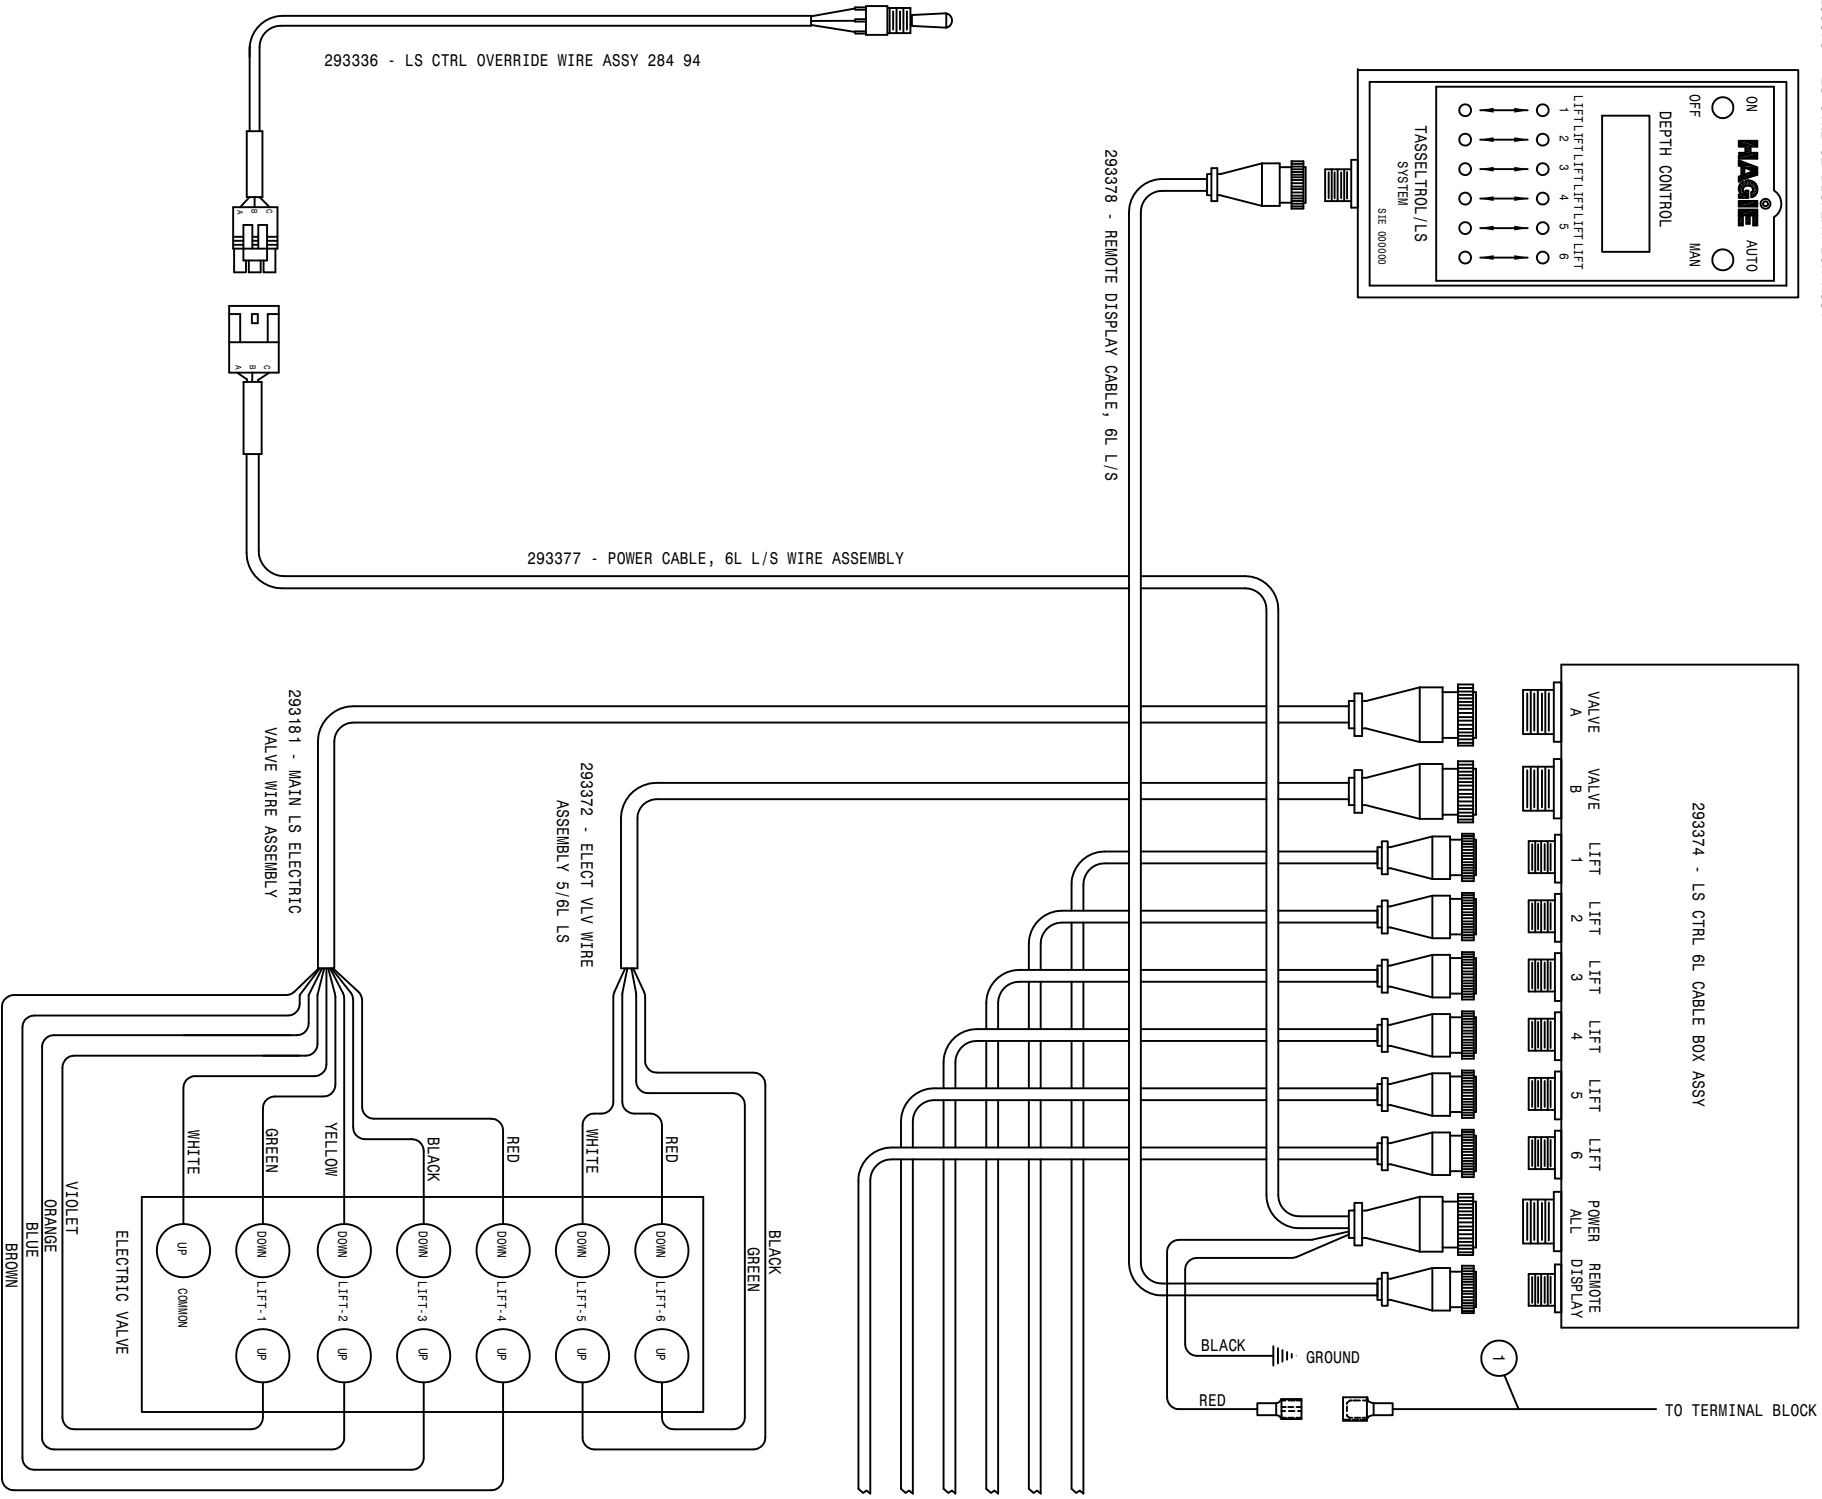 293336 - LS CTRL OVERRIDE WIRE ASSY 284 94
A
B
C
A
B
C
293377 - POWER CABLE, 6L L/S WIRE ASSEMBLY
293378 - REMOTE DISPLAY CABLE, 6L L/S
ON
OFF
HAGIE
AUTO
MAN
DEPTH CONTROL
LIFT LIFT LIFT LIFT LIFT LIFT
1 2 3 4 5 6
TASSELTROL/LS
SYSTEM
SIE 000000
293374 - LS CTRL 6L CABLE BOX ASSY
VALVE
A
VALVE
B
LIFT
1
LIFT
2
LIFT
3
LIFT
4
LIFT
5
LIFT
6
POWER
ALL
REMOTE
DISPLAY
293181 - MAIN LS ELECTRIC
VALVE WIRE ASSEMBLY
293372 - ELECT VLV WIRE
ASSEMBLY 5/6L LS
WHITE
GREEN
YELLOW
BLACK
RED
WHITE
RED
BLACK
GREEN
VIOLET
ORANGE
BLUE
BROWN
ELECTRIC VALVE
UP
COMMON
DOWN
LIFT-1
UP
DOWN
LIFT-2
UP
DOWN
LIFT-3
UP
DOWN
LIFT-4
UP
DOWN
LIFT-5
UP
DOWN
LIFT-6
UP
BLACK
GROUND
RED
1
TO TERMINAL BLOCK